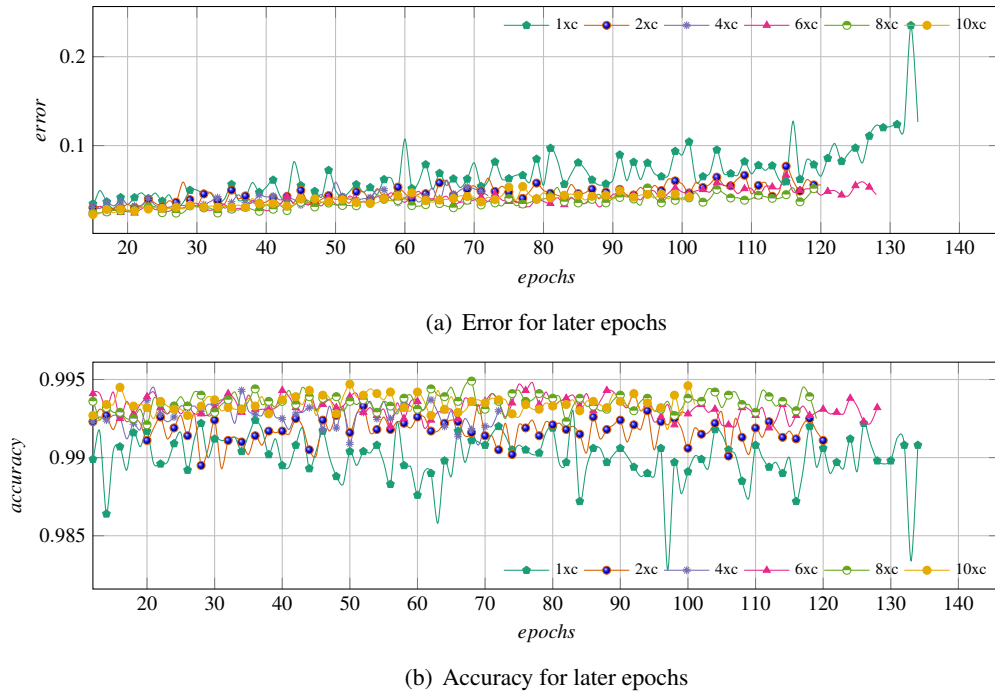 1xc 2xc 4xc 6xc 8xc 10xc
0.2
0.1
error
20 30 40 50 60 70 80 90 100 110 120 130 140
epochs
(a) Error for later epochs
0.995
0.99
0.985
accuracy
1xc 2xc 4xc 6xc 8xc 10xc
20 30 40 50 60 70 80 90 100 110 120 130 140
epochs
(b) Accuracy for later epochs